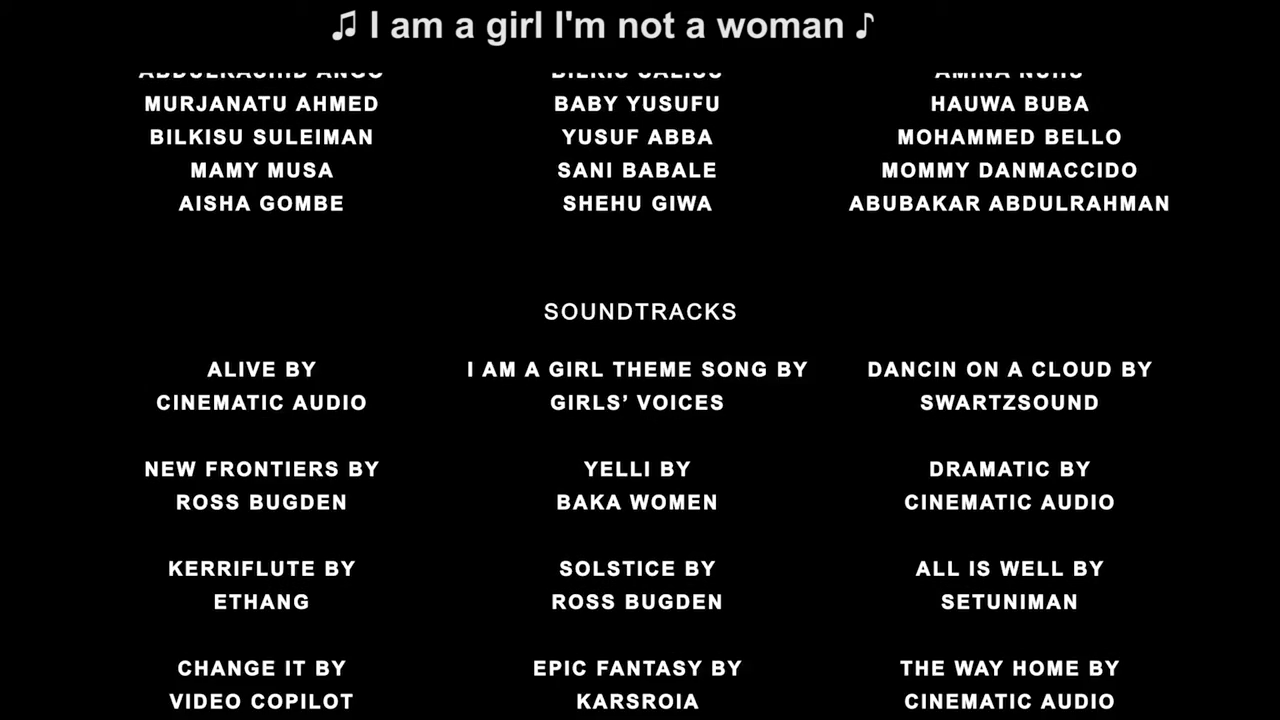 ♫ I am a girl I'm not a woman ♪
MURJANATU AHMED BABY YUSUFU HAUWA BUBA
BILKISU SULEIMAN YUSUF ABBA MOHAMMED BELLO
MAMY MUSA SANI BABALE MOMMY DANMACCIDO
AISHA GOMBE SHEHU GIWA ABUBAKAR ABDULRAHMAN
SOUNDTRACKS
ALIVE BY I AM A GIRL THEME SONG BY DANCIN ON A CLOUD BY
CINEMATIC AUDIO GIRLS’ VOICES SWARTZSOUND
NEW FRONTIERS BY YELLI BY DRAMATIC BY
ROSS BUGDEN BAKA WOMEN CINEMATIC AUDIO
KERRIFLUTE BY SOLSTICE BY ALL IS WELL BY
ETHANG ROSS BUGDEN SETUNIMAN
CHANGE IT BY EPIC FANTASY BY THE WAY HOME BY
VIDEO COPILOT KARSROIA CINEMATIC AUDIO